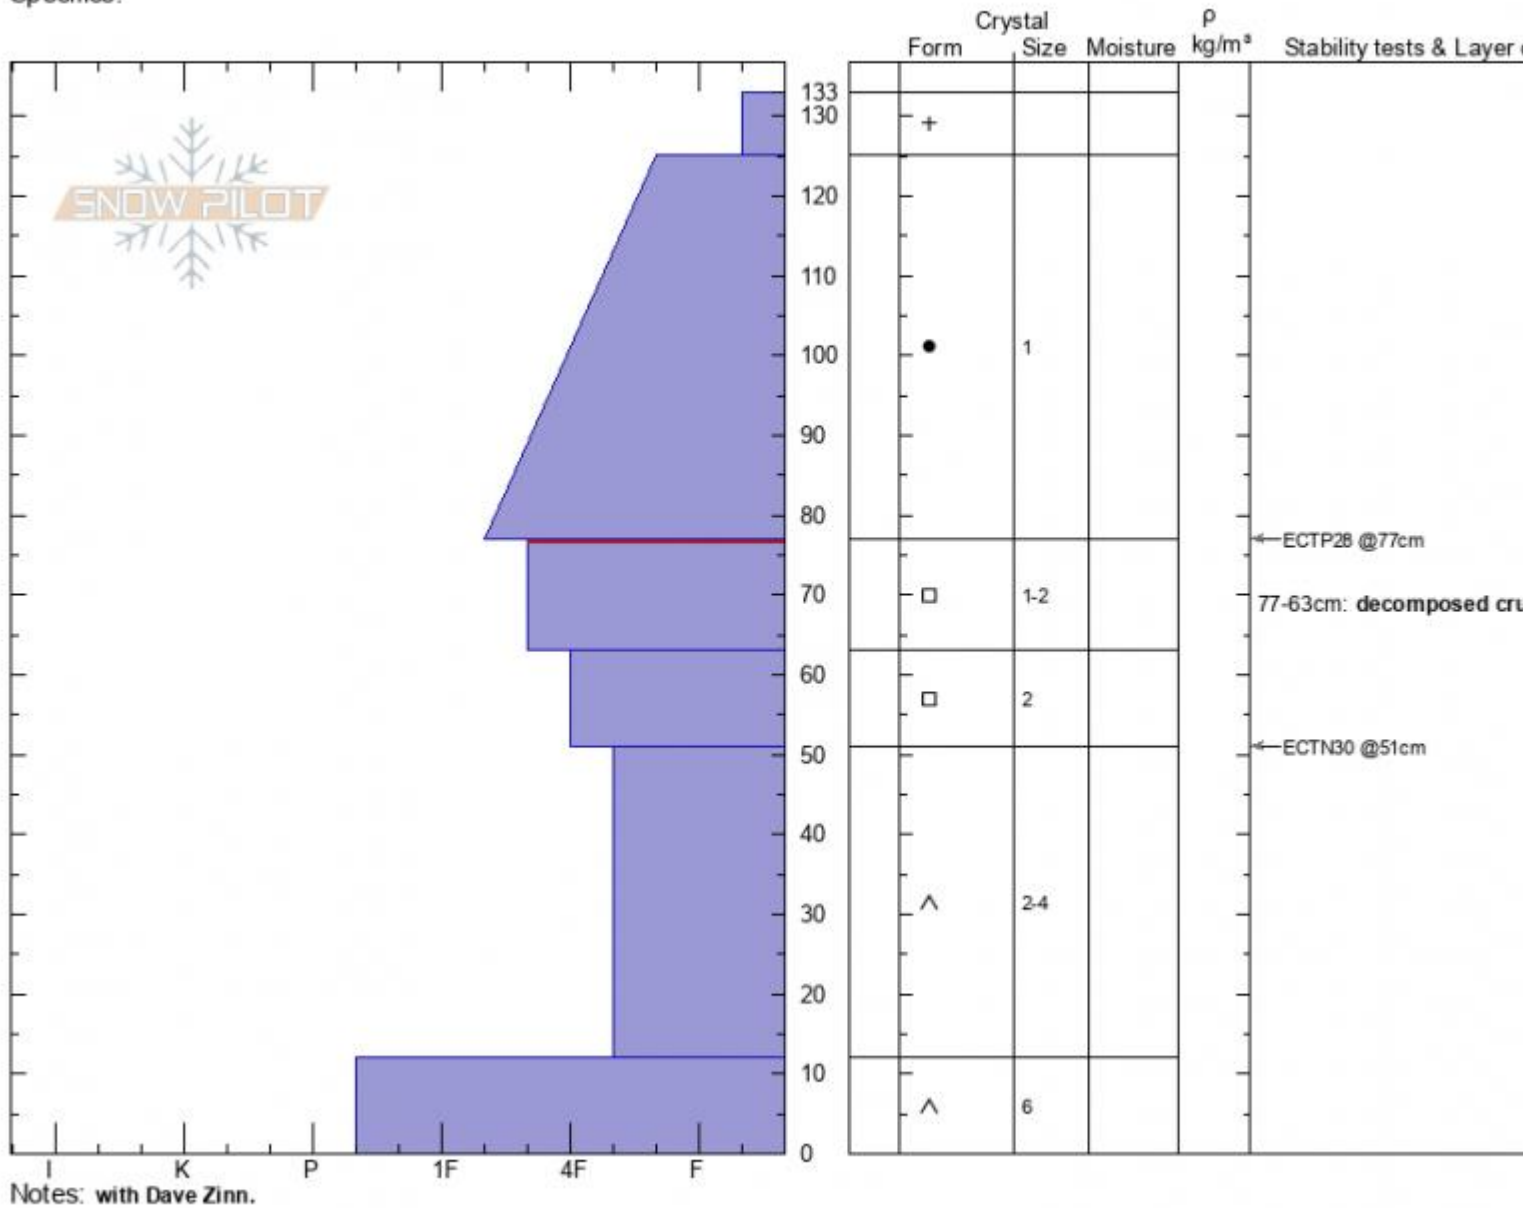 Crystal ρ
Form Size Moisture kg/m³ Stability tests & Layer
133
130
SNOW PILOT
120
110
100 1
90
80
ECTP28 @77cm
70 1-2
77-63cm: decomposed cru
60
2
50 ECTN30 @51cm
40
30 2-4
20
10
6
0
I K P 1F 4F F
Notes: with Dave Zinn.